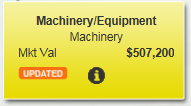 Machinery/Equipment
Machinery
Mkt Val $507,200
UPDATED i